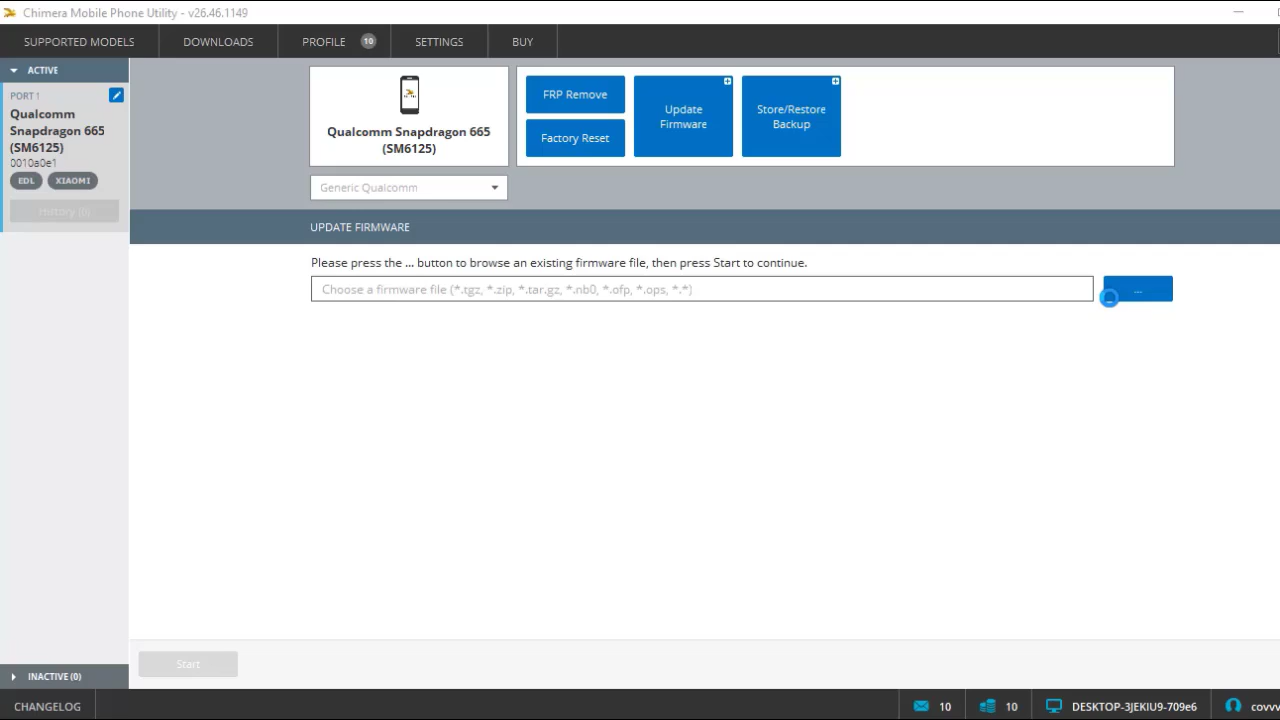 Chimera Mobile Phone Utility - v26.46.1149
SUPPORTED MODELS
DOWNLOADS
PROFILE
10
SETTINGS
BUY
ACTIVE
PORT 1
Qualcomm
Snapdragon 665
(SM6125)
0010a0e1
EDL
XIAOMI
History (0)
Qualcomm Snapdragon 665
(SM6125)
FRP Remove
Factory Reset
Update
Firmware
Store/Restore
Backup
Generic Qualcomm
UPDATE FIRMWARE
Please press the ... button to browse an existing firmware file, then press Start to continue.
Choose a firmware file (*.tgz, *.zip, *.tar.gz, *.nb0, *.ofp, *.ops, *.*)
...
Start
INACTIVE (0)
CHANGELOG
10
10
DESKTOP-3JEKIU9-709e6
covvv